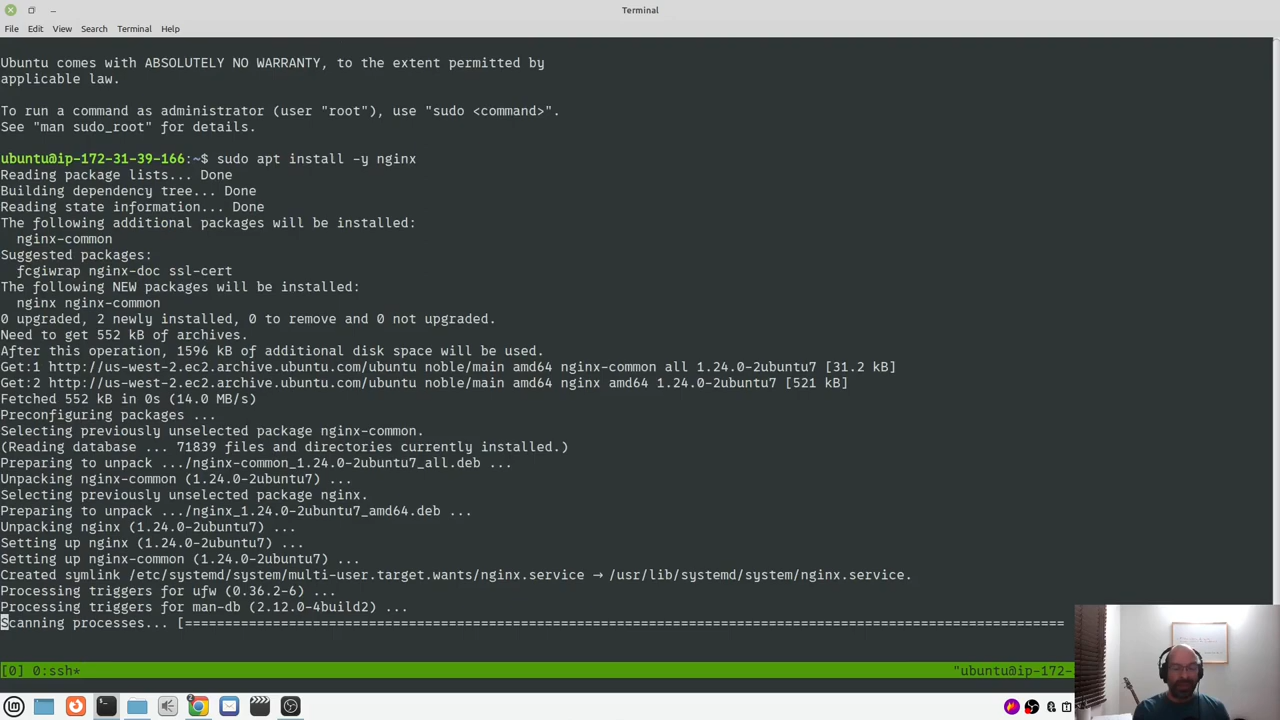 Terminal
File Edit View Search Terminal Help
Ubuntu comes with ABSOLUTELY NO WARRANTY, to the extent permitted by
applicable law.
To run a command as administrator (user "root"), use "sudo <command>".
See "man sudo_root" for details.
ubuntu@ip-172-31-39-166:~$ sudo apt install -y nginx
Reading package lists... Done
Building dependency tree... Done
Reading state information... Done
The following additional packages will be installed:
nginx-common
Suggested packages:
fcgiwrap nginx-doc ssl-cert
The following NEW packages will be installed:
nginx nginx-common
0 upgraded, 2 newly installed, 0 to remove and 0 not upgraded.
Need to get 552 kB of archives.
After this operation, 1596 kB of additional disk space will be used.
Get:1 http://us-west-2.ec2.archive.ubuntu.com/ubuntu noble/main amd64 nginx-common all 1.24.0-2ubuntu7 [31.2 kB]
Get:2 http://us-west-2.ec2.archive.ubuntu.com/ubuntu noble/main amd64 nginx amd64 1.24.0-2ubuntu7 [521 kB]
Fetched 552 kB in 0s (14.0 MB/s)
Preconfiguring packages ...
Selecting previously unselected package nginx-common.
(Reading database ... 71839 files and directories currently installed.)
Preparing to unpack .../nginx-common_1.24.0-2ubuntu7_all.deb ...
Unpacking nginx-common (1.24.0-2ubuntu7) ...
Selecting previously unselected package nginx.
Preparing to unpack .../nginx_1.24.0-2ubuntu7_amd64.deb ...
Unpacking nginx (1.24.0-2ubuntu7) ...
Setting up nginx (1.24.0-2ubuntu7) ...
Setting up nginx-common (1.24.0-2ubuntu7) ...
Created symlink /etc/systemd/system/multi-user.target.wants/nginx.service → /usr/lib/systemd/system/nginx.service.
Processing triggers for ufw (0.36.2-6) ...
Processing triggers for man-db (2.12.0-4build2) ...
Scanning processes... [==============================================================================================================
[0] 0:ssh* "ubuntu@ip-172-
2